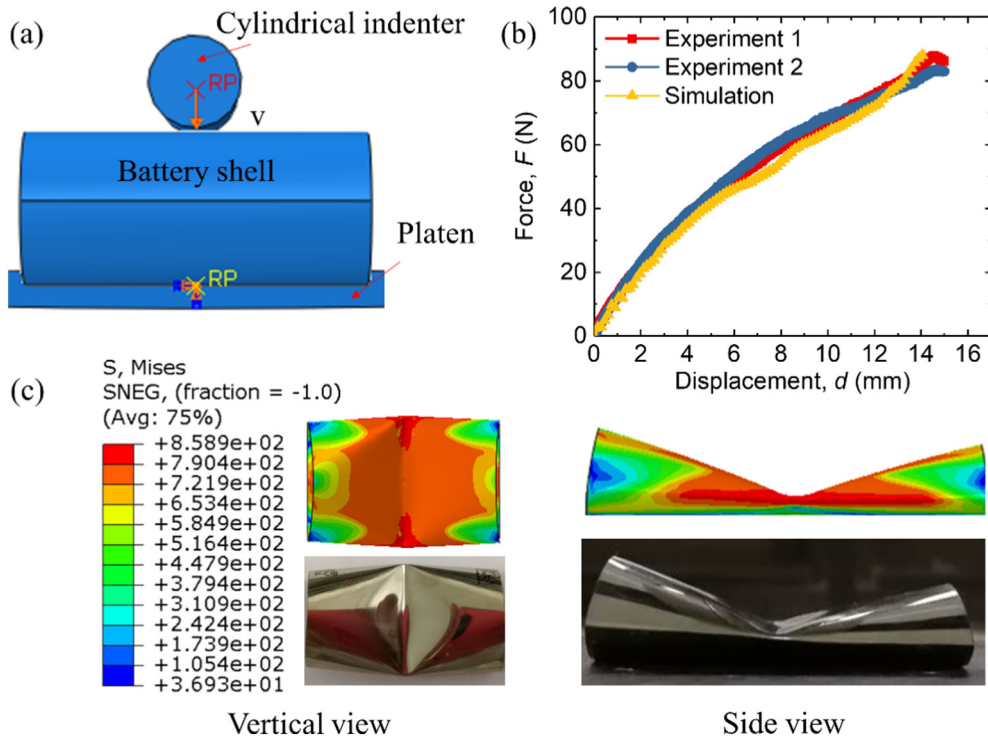 (a)
Cylindrical indenter
RP
v
Battery shell
Platen
RP
(b)
100
80
60
40
20
0
Force, F (N)
Experiment 1
Experiment 2
Simulation
0 2 4 6 8 10 12 14 16
Displacement, d (mm)
(c)
S, Mises
SNEG, (fraction = -1.0)
(Avg: 75%)
+8.589e+02
+7.904e+02
+7.219e+02
+6.534e+02
+5.849e+02
+5.164e+02
+4.479e+02
+3.794e+02
+3.109e+02
+2.424e+02
+1.739e+02
+1.054e+02
+3.693e+01
Vertical view
Side view